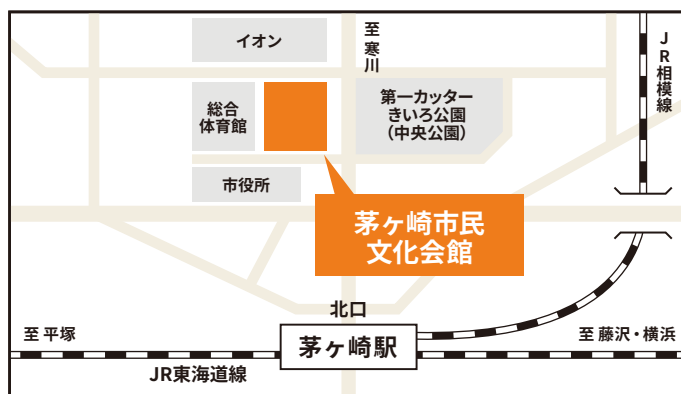 イオン
至寒川
JR相模線
総合
体育館
第一カッター
きいろ公園
(中央公園)
市役所
茅ヶ崎市民
文化会館
北口
至 平塚
茅ヶ崎駅
至 藤沢・横浜
JR東海道線